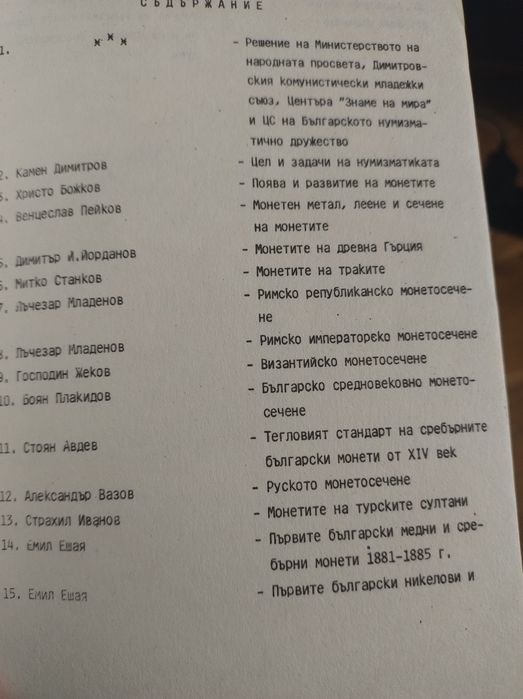 СЪДЪРЖАНИЕ
1. * * * - Решение на Министерството на
народната просвета, Димитров-
ския комунистически младежки
съюз, Центъра "Знаме на мира"
и ЦС на Българското нумизма-
тично дружество
2. Камен Димитров - Цел и задачи на нумизматиката
3. Христо Божков - Поява и развитие на монетите
4. Венцеслав Пейков - Монетен метал, леене и сечене
на монетите
5. Димитър И.Йорданов - Монетите на древна Гърция
6. Митко Станков - Монетите на траките
7. Лъчезар Младенов - Римско републиканско монетосече-
не
8. Лъчезар Младенов - Римско императорско монетосечене
9. Господин Жеков - Византийско монетосечене
10. Боян Плакидов - Българско средновековно монето-
сечене
11. Стоян Авдев - Тегловият стандарт на сребърните
български монети от XIV век
12. Александър Вазов - Руското монетосечене
13. Страхил Иванов - Монетите на турските султани
14. Емил Ешая - Първите български медни и сре-
бърни монети 1881-1885 г.
15. Емил Ешая - Първите български никелови и